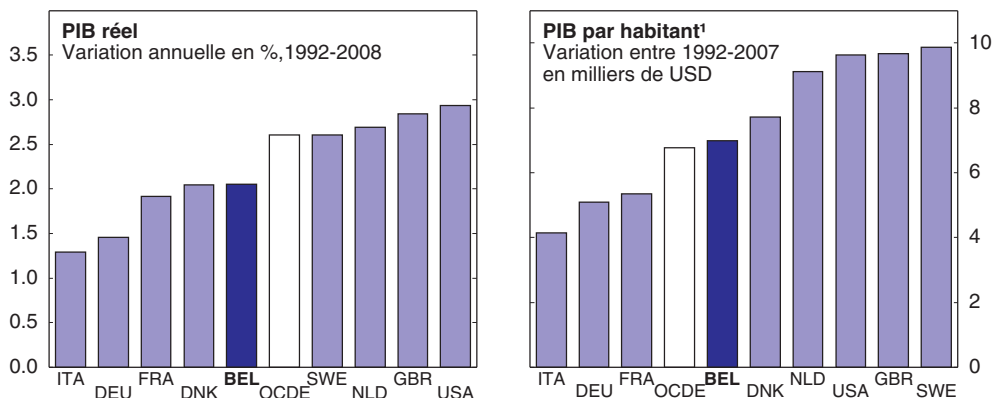 PIB réel
Variation annuelle en %,1992-2008
3.5
3.0
2.5
2.0
1.5
1.0
0.5
0.0
ITA
DEU
FRA
DNK
BEL
OCDE
SWE
NLD
GBR
USA
PIB par habitant¹
Variation entre 1992-2007
en milliers de USD
10
8
6
4
2
0
ITA
DEU
FRA
OCDE
BEL
DNK
NLD
USA
GBR
SWE